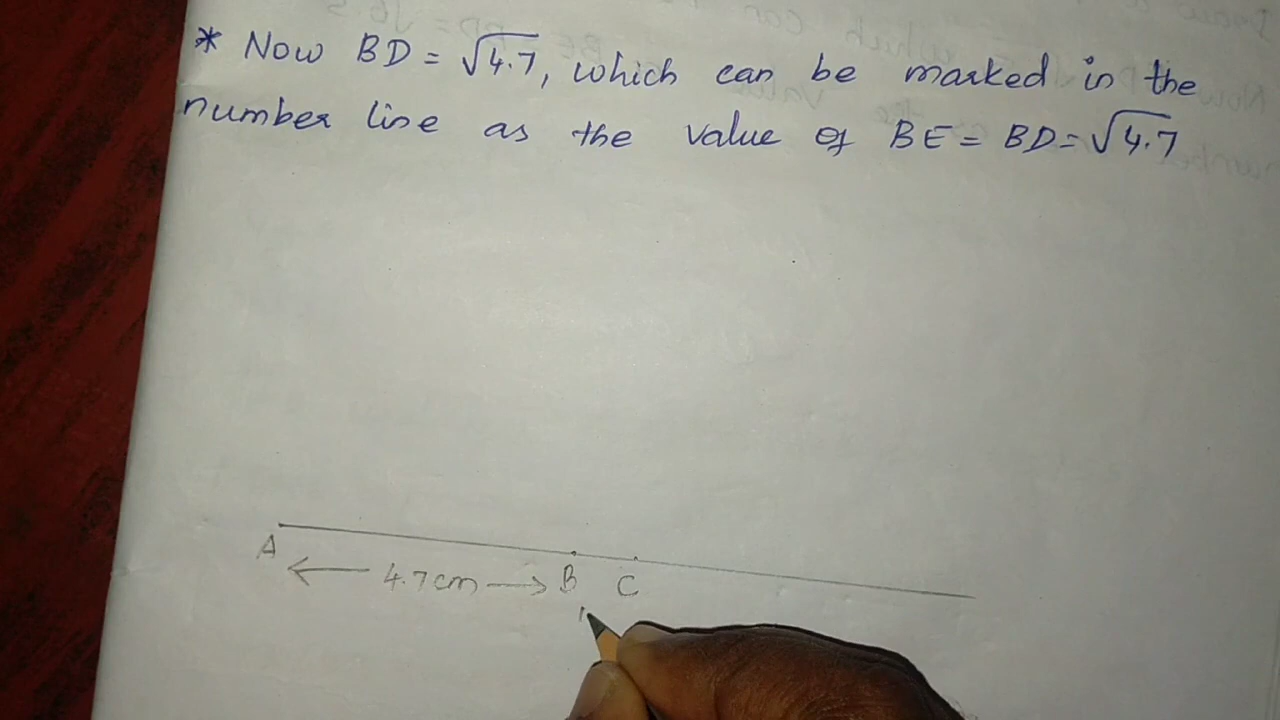 * Now BD = √4.7, which can be marked in the
number line as the value of BE = BD = √4.7
A B C
4.7cm